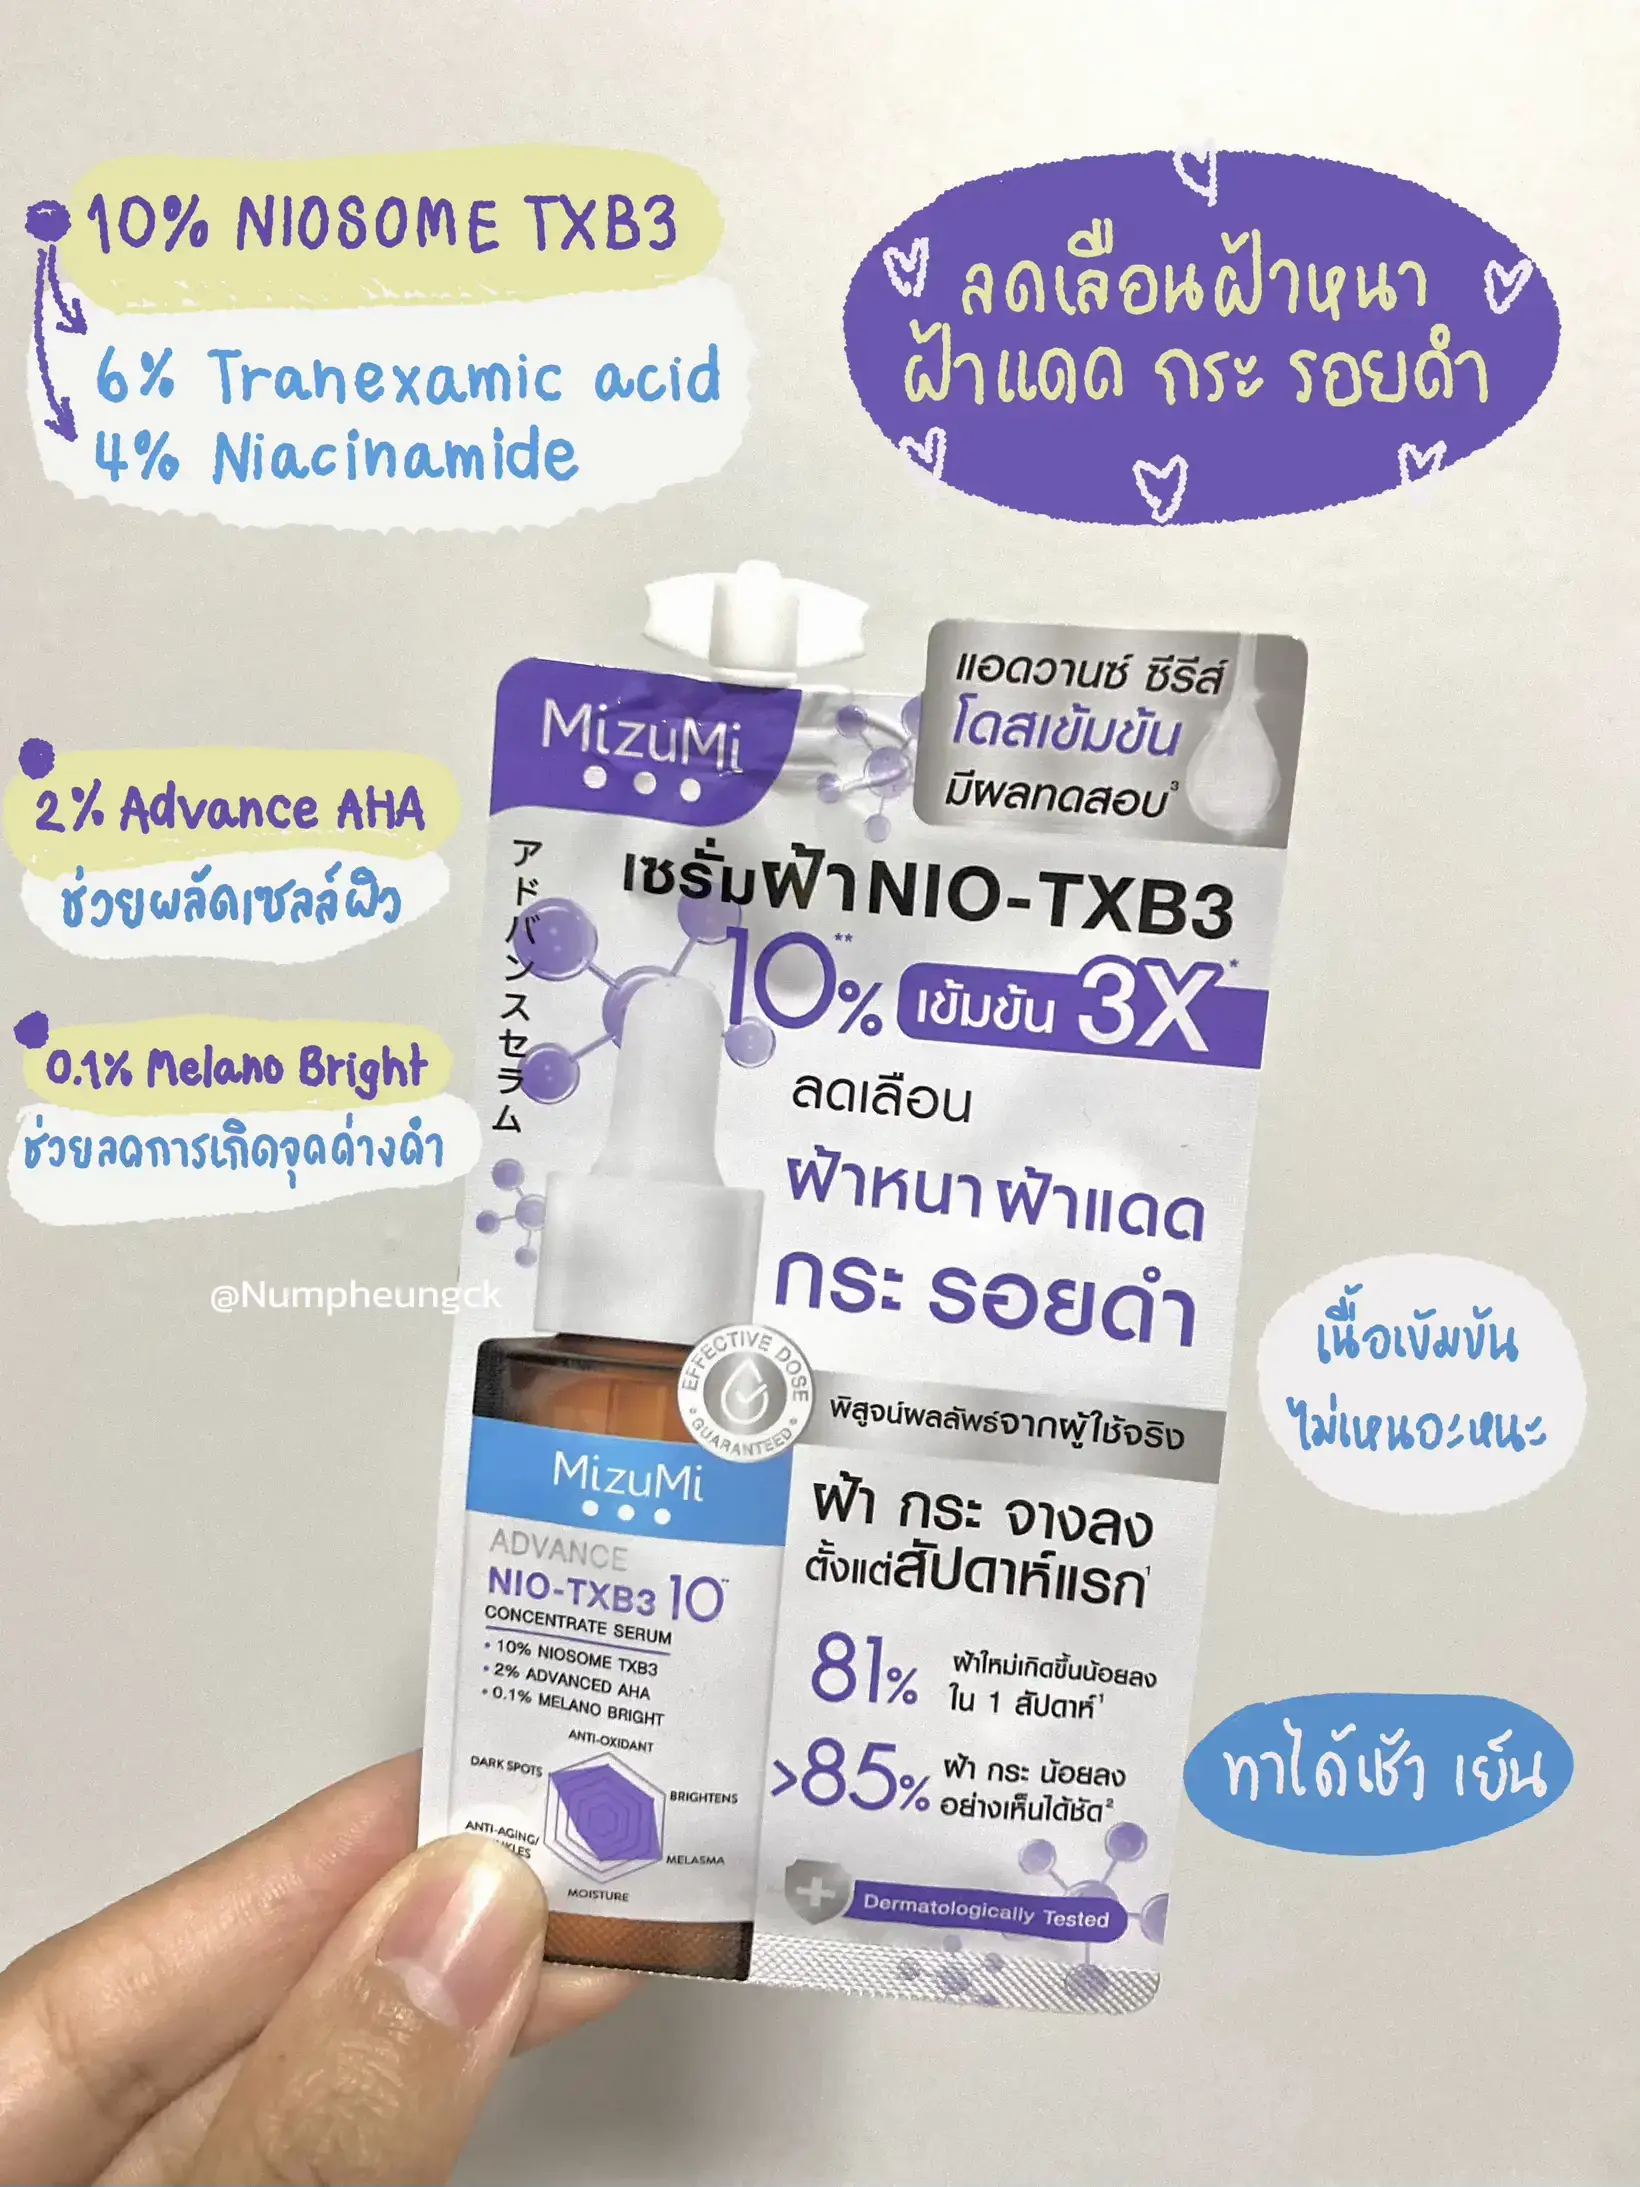 10% NIOSOME TXB3
6% Tranexamic acid
4% Niacinamide
ลดเลือนฝ้าหนา
ฝ้าแดด กระ รอยดำ
2% Advance AHA
ช่วยผลัดเซลล์ผิว
0.1% Melano Bright
ช่วยลดการเกิดจุดด่างดำ
@Numpheungck
เนื้อเข้มข้น
ไม่เหนอะหนะ
ทาได้เช้า เย็น
MizuMi
แอดวานซ์ ซีรีส์
โดสเข้มข้น
มีผลทดสอบ³
アドバンスセラム
เซรั่มฝ้า NIO-TXB3
10%** เข้มข้น 3X*
ลดเลือน
ฝ้าหนา ฝ้าแดด
กระ รอยดำ
EFFECTIVE DOSE
GUARANTEED
พิสูจน์ผลลัพธ์จากผู้ใช้จริง
ฝ้า กระ จางลง
ตั้งแต่สัปดาห์แรก¹
81% ฝ้าใหม่เกิดขึ้นน้อยลง
ใน 1 สัปดาห์¹
>85% ฝ้า กระ น้อยลง
อย่างเห็นได้ชัด²
Dermatologically Tested
MizuMi
ADVANCE
NIO-TXB3 10**
CONCENTRATE SERUM
• 10% NIOSOME TXB3
• 2% ADVANCED AHA
• 0.1% MELANO BRIGHT
ANTI-OXIDANT
DARK SPOTS
BRIGHTENS
ANTI-AGING/
MELASMA
MOISTURE